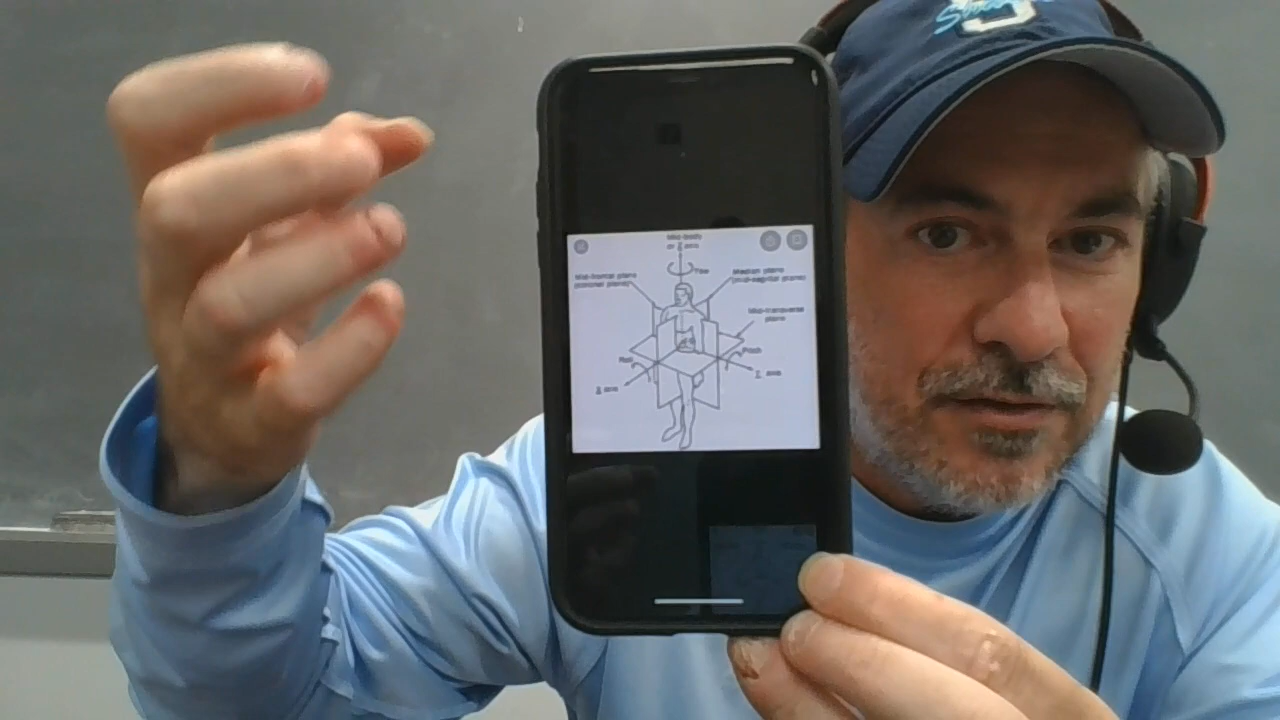 Mid-body
or Z axis
Yaw
Mid-frontal plane
(coronal plane)
Median plane
(mid-sagittal plane)
Mid-transverse
plane
Roll
Pitch
X axis
Y axis